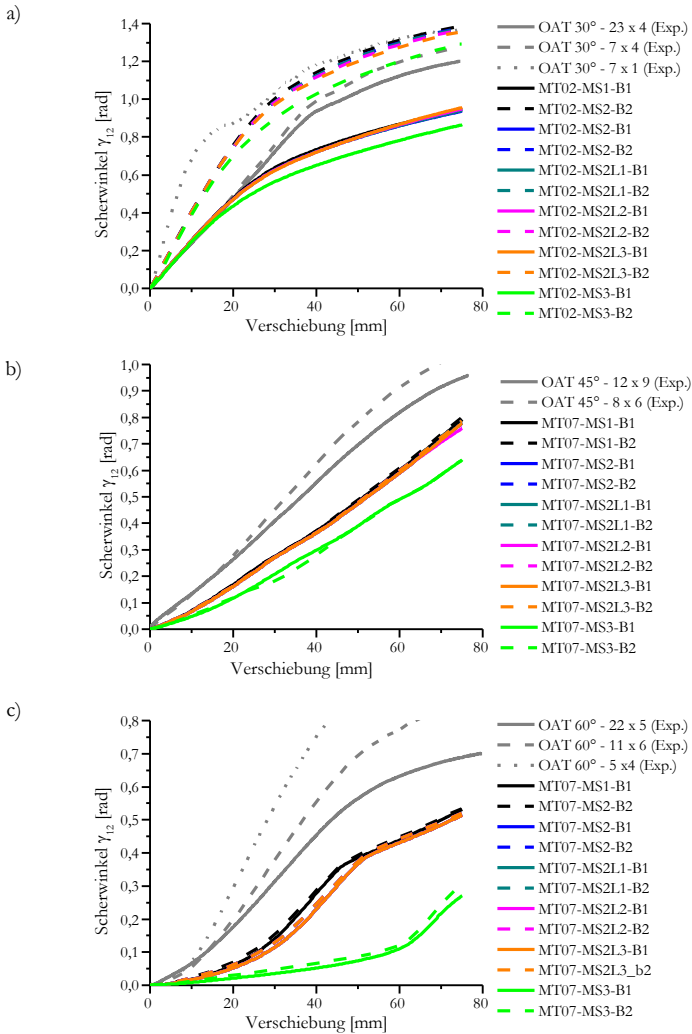 a)
1,4
1,2
1,0
0,8
0,6
0,4
0,2
0,0
0
20
40
60
80
Scherwinkel γ12 [rad]
Verschiebung [mm]
OAT 30° - 23 x 4 (Exp.)
OAT 30° - 7 x 4 (Exp.)
OAT 30° - 7 x 1 (Exp.)
MT02-MS1-B1
MT02-MS2-B2
MT02-MS2-B1
MT02-MS2-B2
MT02-MS2L1-B1
MT02-MS2L1-B2
MT02-MS2L2-B1
MT02-MS2L2-B2
MT02-MS2L3-B1
MT02-MS2L3-B2
MT02-MS3-B1
MT02-MS3-B2
b)
1,0
0,9
0,8
0,7
0,6
0,5
0,4
0,3
0,2
0,1
0,0
0
20
40
60
80
Scherwinkel γ12 [rad]
Verschiebung [mm]
OAT 45° - 12 x 9 (Exp.)
OAT 45° - 8 x 6 (Exp.)
MT07-MS1-B1
MT07-MS1-B2
MT07-MS2-B1
MT07-MS2-B2
MT07-MS2L1-B1
MT07-MS2L1-B2
MT07-MS2L2-B1
MT07-MS2L2-B2
MT07-MS2L3-B1
MT07-MS2L3-B2
MT07-MS3-B1
MT07-MS3-B2
c)
0,8
0,7
0,6
0,5
0,4
0,3
0,2
0,1
0,0
0
20
40
60
80
Scherwinkel γ12 [rad]
Verschiebung [mm]
OAT 60° - 22 x 5 (Exp.)
OAT 60° - 11 x 6 (Exp.)
OAT 60° - 5 x4 (Exp.)
MT07-MS1-B1
MT07-MS2-B2
MT07-MS2-B1
MT07-MS2-B2
MT07-MS2L1-B1
MT07-MS2L1-B2
MT07-MS2L2-B1
MT07-MS2L2-B2
MT07-MS2L3-B1
MT07-MS2L3_b2
MT07-MS3-B1
MT07-MS3-B2